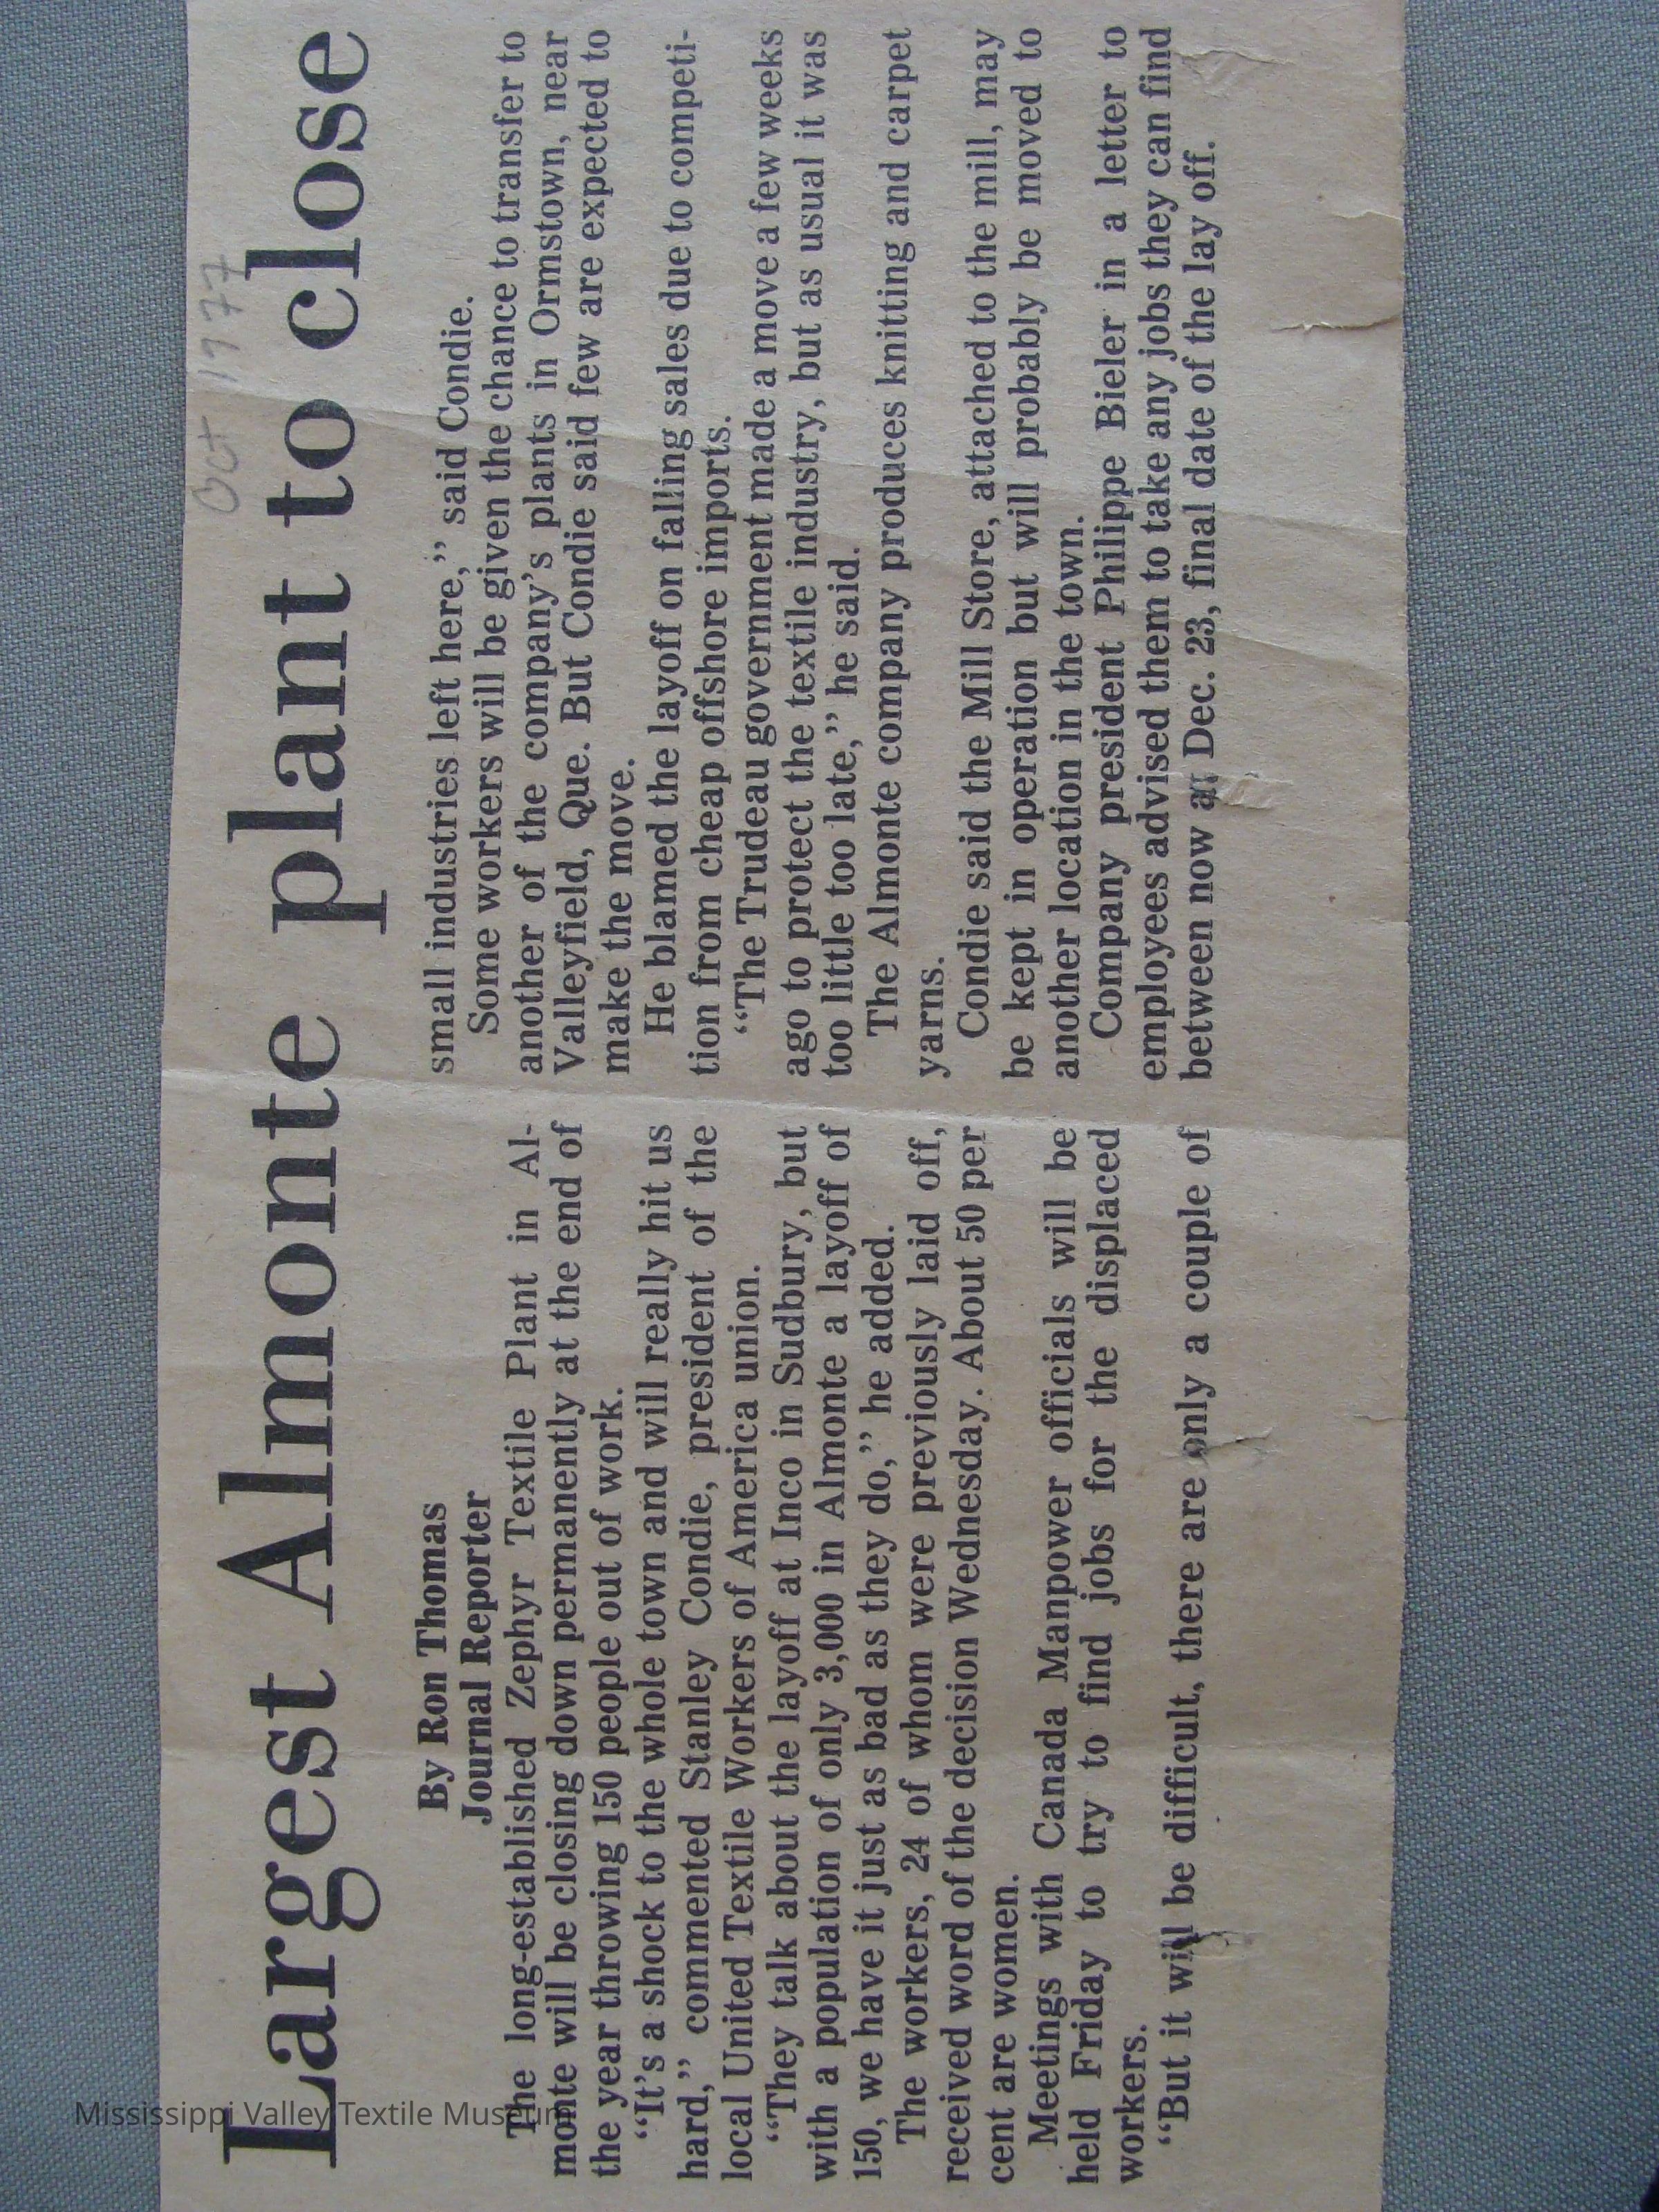 Oct 1977
Largest Almonte plant to close
By Ron Thomas
Journal Reporter
The long-established Zephyr Textile Plant in Al-
monte will be closing down permanently at the end of
the year throwing 150 people out of work.
“It's a shock to the whole town and will really hit us
hard,” commented Stanley Condie, president of the
local United Textile Workers of America union.
“They talk about the layoff at Inco in Sudbury, but
with a population of only 3,000 in Almonte a layoff of
150, we have it just as bad as they do,” he added.
The workers, 24 of whom were previously laid off,
received word of the decision Wednesday. About 50 per
cent are women.
Meetings with Canada Manpower officials will be
held Friday to try to find jobs for the displaced
workers.
“But it will be difficult, there are only a couple of
small industries left here,” said Condie.
Some workers will be given the chance to transfer to
another of the company's plants in Ormstown, near
Valleyfield, Que. But Condie said few are expected to
make the move.
He blamed the layoff on falling sales due to competi-
tion from cheap offshore imports.
“The Trudeau government made a move a few weeks
ago to protect the textile industry, but as usual it was
too little too late,” he said.
The Almonte company produces knitting and carpet
yarns.
Condie said the Mill Store, attached to the mill, may
be kept in operation but will probably be moved to
another location in the town.
Company president Philippe Bieler in a letter to
employees advised them to take any jobs they can find
between now Dec. 23, final date of the lay off.
Mississippi Valley Textile Museum